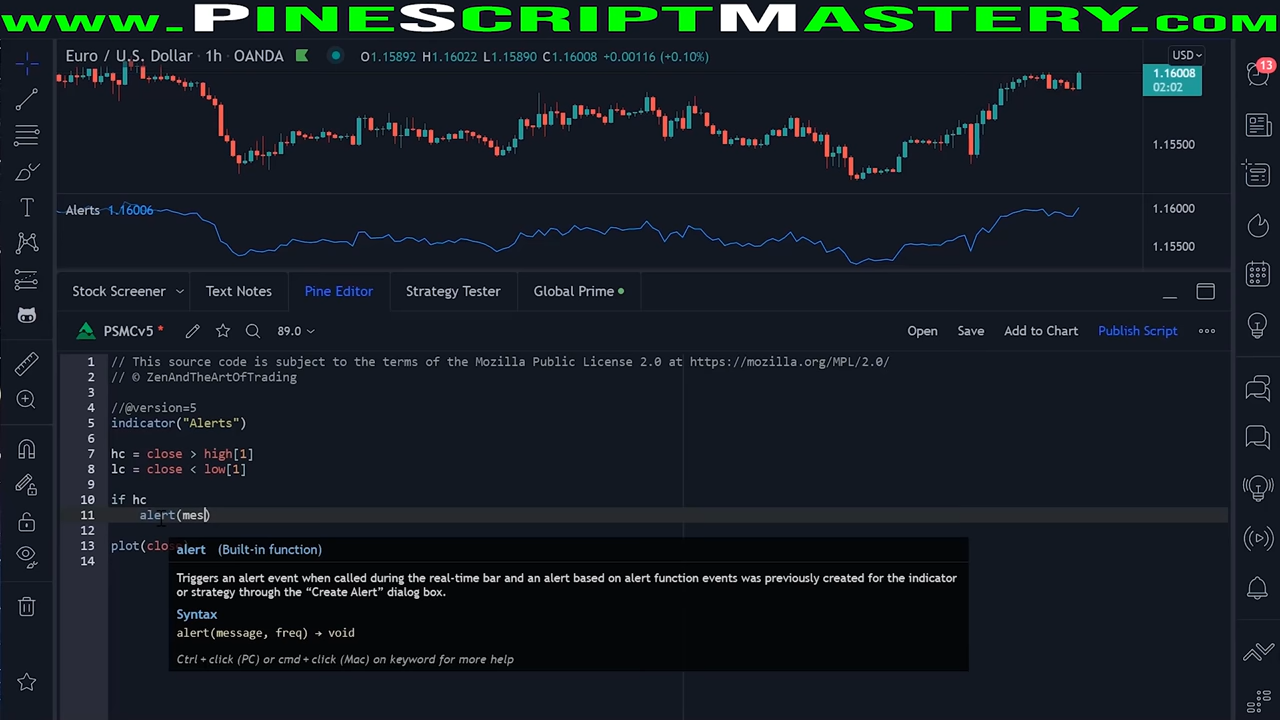 www.PineScriptMastery.com
Euro / U.S. Dollar · 1h · OANDA O1.15892 H1.16022 L1.15890 C1.16008 +0.00116 (+0.10%)
USD
13
1.16008
02:02
1.15500
Alerts 1.16006
1.16000
1.15500
Stock Screener Text Notes Pine Editor Strategy Tester Global Prime
PSMCv5 * 89.0 Open Save Add to Chart Publish Script
1 // This source code is subject to the terms of the Mozilla Public License 2.0 at https://mozilla.org/MPL/2.0/
2 // © ZenAndTheArtOfTrading
3
4 //@version=5
5 indicator("Alerts")
6
7 hc = close > high[1]
8 lc = close < low[1]
9
10 if hc
11 alert(mes)
12
13 plot(clos
14
alert (Built-in function)
Triggers an alert event when called during the real-time bar and an alert based on alert function events was previously created for the indicator
or strategy through the “Create Alert” dialog box.
Syntax
alert(message, freq) → void
Ctrl + click (PC) or cmd + click (Mac) on keyword for more help